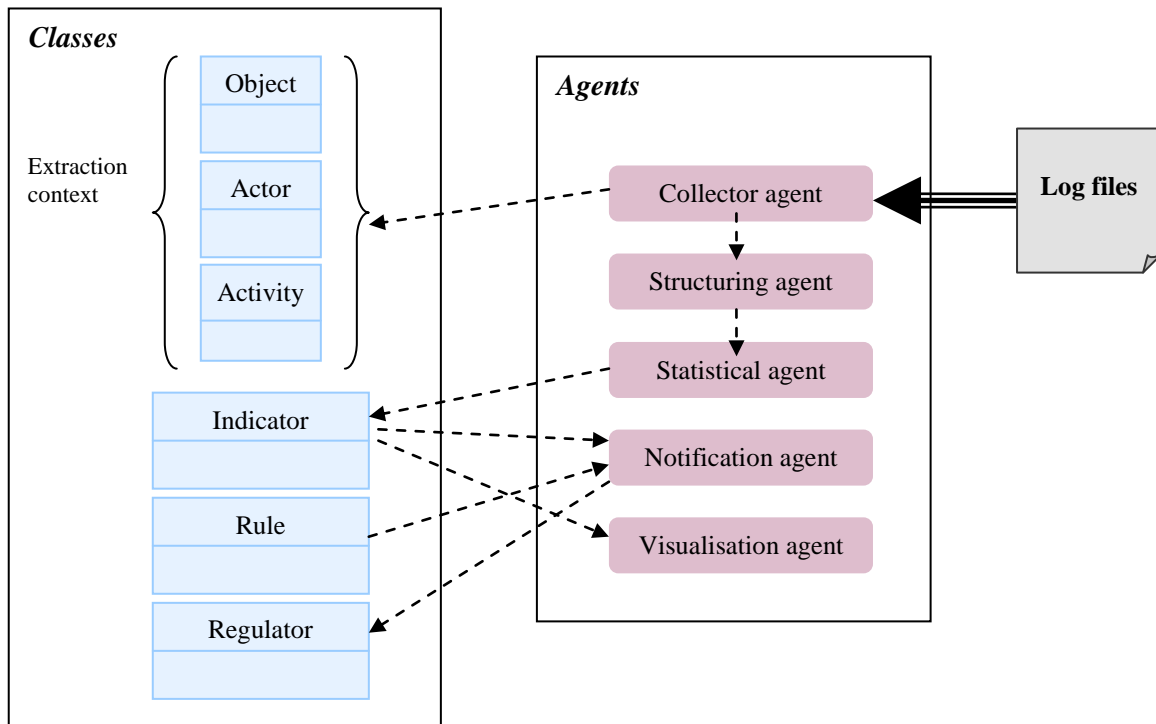 Classes
Object
Extraction
context
Actor
Activity
Indicator
Rule
Regulator
Agents
Collector agent
Structuring agent
Statistical agent
Notification agent
Visualisation agent
Log files